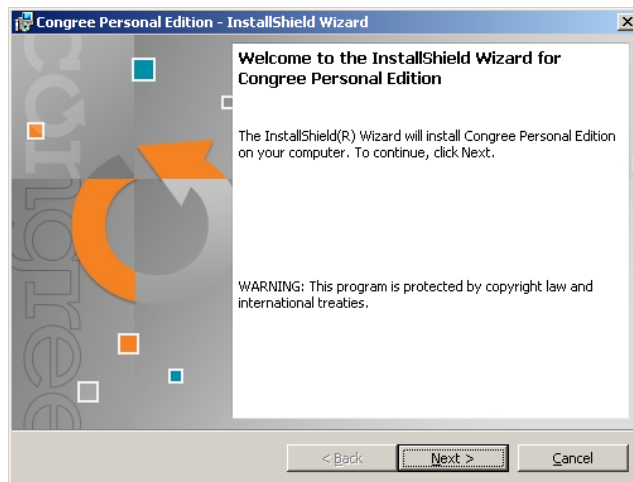 Congree Personal Edition - InstallShield Wizard
Welcome to the InstallShield Wizard for
Congree Personal Edition
The InstallShield(R) Wizard will install Congree Personal Edition
on your computer. To continue, click Next.
WARNING: This program is protected by copyright law and
international treaties.
congree
< Back
Next >
Cancel